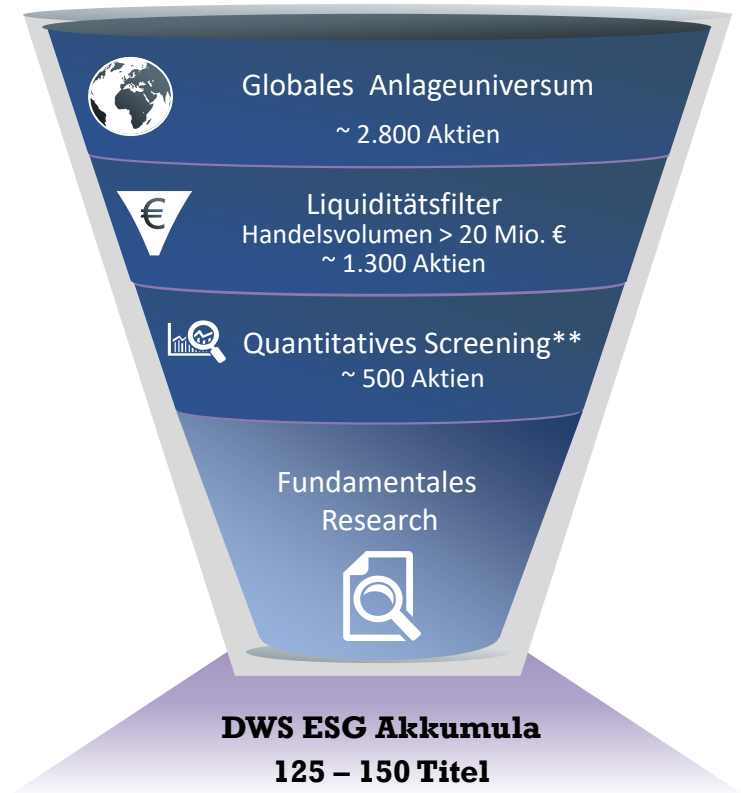 Globales Anlageuniversum
~ 2.800 Aktien
€
Liquiditätsfilter
Handelsvolumen > 20 Mio. €
~ 1.300 Aktien
Quantitatives Screening**
~ 500 Aktien
Fundamentales
Research
DWS ESG Akkumula
125 – 150 Titel